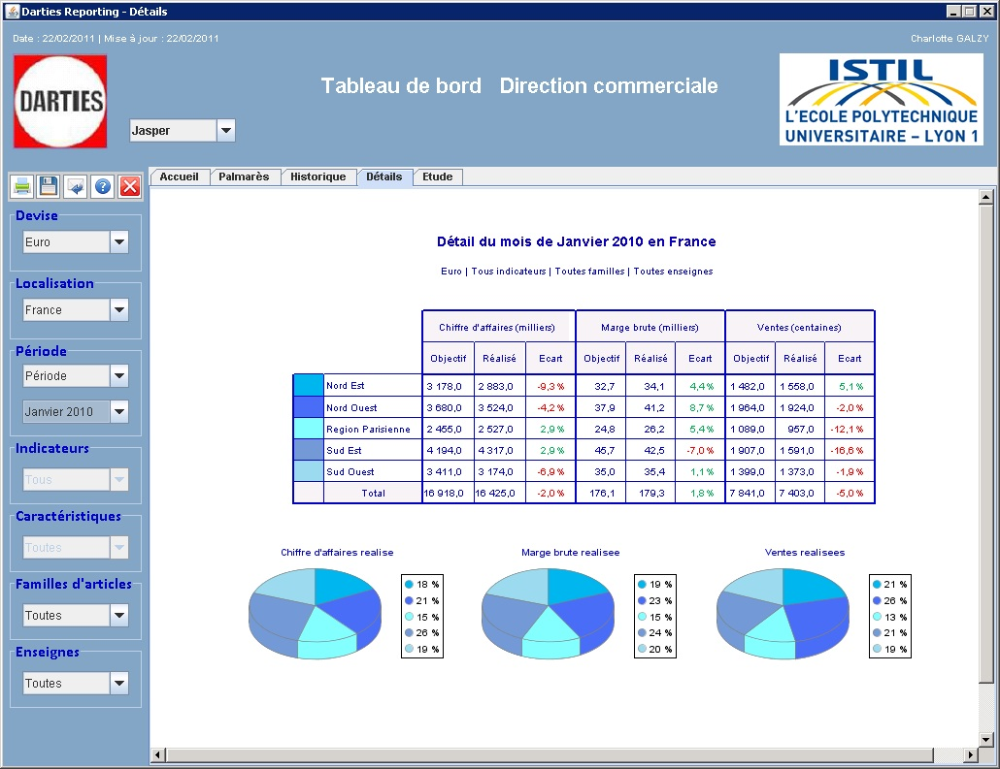 Darties Reporting - Détails
Date : 22/02/2011 | Mise à jour : 22/02/2011
Charlotte GALZY
DARTIES
Tableau de bord Direction commerciale
ISTIL
L'ECOLE POLYTECHNIQUE
UNIVERSITAIRE – LYON 1
Jasper
Accueil Palmarès Historique Détails Etude
Devise
Euro
Localisation
France
Période
Période
Janvier 2010
Indicateurs
Tous
Caractéristiques
Toutes
Familles d'articles
Toutes
Enseignes
Toutes
Détail du mois de Janvier 2010 en France
Euro | Tous indicateurs | Toutes familles | Toutes enseignes
Chiffre d'affaires (milliers) Marge brute (milliers) Ventes (centaines)
Objectif Réalisé Ecart Objectif Réalisé Ecart Objectif Réalisé Ecart
Nord Est 3 178,0 2 883,0 -9,3 % 32,7 34,1 4,4 % 1 482,0 1 558,0 5,1 %
Nord Ouest 3 680,0 3 524,0 -4,2 % 37,9 41,2 8,7 % 1 964,0 1 924,0 -2,0 %
Region Parisienne 2 455,0 2 527,0 2,9 % 24,8 26,2 5,4 % 1 089,0 957,0 -12,1 %
Sud Est 4 194,0 4 317,0 2,9 % 45,7 42,5 -7,0 % 1 907,0 1 591,0 -16,6 %
Sud Ouest 3 411,0 3 174,0 -6,9 % 35,0 35,4 1,1 % 1 399,0 1 373,0 -1,9 %
Total 16 918,0 16 425,0 -2,0 % 176,1 179,3 1,8 % 7 841,0 7 403,0 -5,0 %
Chiffre d'affaires realise
18 %
21 %
15 %
26 %
19 %
Marge brute realisee
19 %
23 %
15 %
24 %
20 %
Ventes realisees
21 %
26 %
13 %
21 %
19 %